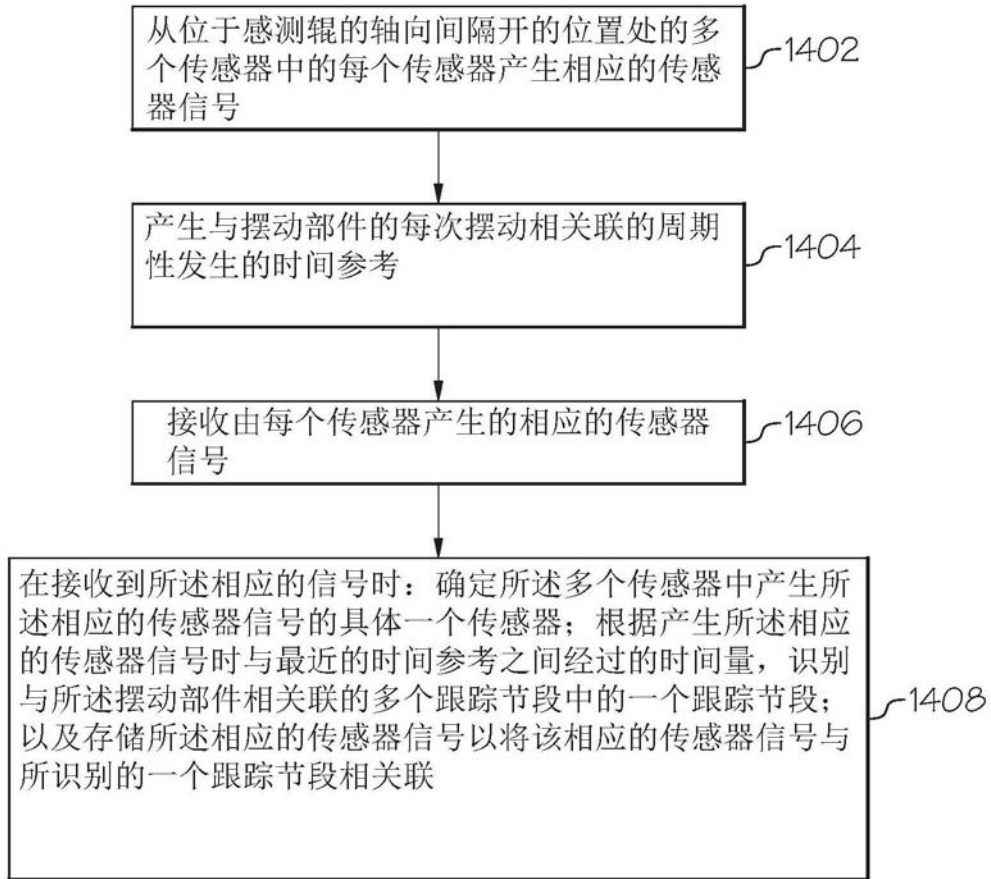 从位于感测辊的轴向间隔开的位置处的多
个传感器中的每个传感器产生相应的传感
器信号
1402
产生与摆动部件的每次摆动相关联的周期
性发生的时间参考
1404
接收由每个传感器产生的相应的传感器
信号
1406
在接收到所述相应的信号时：确定所述多个传感器中产生所
述相应的传感器信号的具体一个传感器；根据产生所述相应
的传感器信号时与最近的时间参考之间经过的时间量，识别
与所述摆动部件相关联的多个跟踪节段中的一个跟踪节段；
以及存储所述相应的传感器信号以将该相应的传感器信号与
所识别的一个跟踪节段相关联
1408